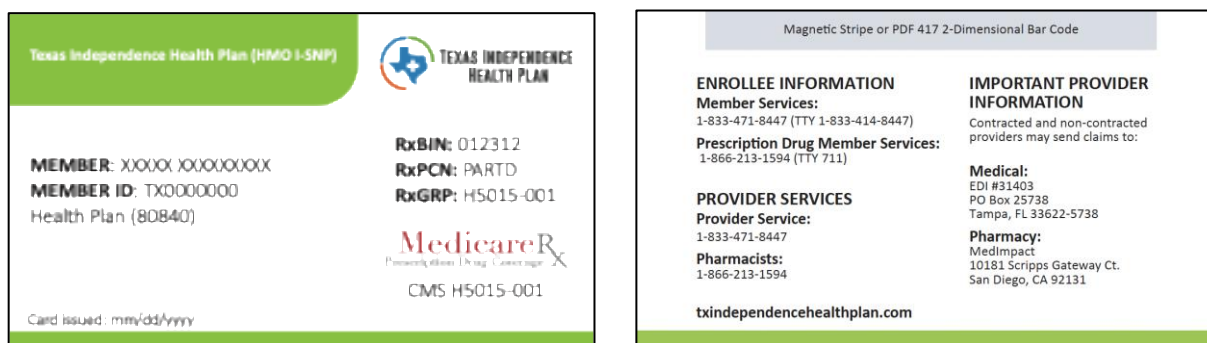 Texas Independence Health Plan (HMO I-SNP)
TEXAS INDEPENDENCE
HEALTH PLAN
MEMBER: XXXXX XXXXXXXXX
MEMBER ID: TX0000000
Health Plan (80840)
RxBIN: 012312
RxPCN: PARTD
RxGRP: H5015-001
MedicareRx
Prescription Drug Coverage
CMS H5015-001
Card issued: mm/dd/yyyy
Magnetic Stripe or PDF 417 2-Dimensional Bar Code
ENROLLEE INFORMATION
Member Services:
1-833-471-8447 (TTY 1-833-414-8447)
Prescription Drug Member Services:
1-866-213-1594 (TTY 711)
PROVIDER SERVICES
Provider Service:
1-833-471-8447
Pharmacists:
1-866-213-1594
txindependencehealthplan.com
IMPORTANT PROVIDER
INFORMATION
Contracted and non-contracted
providers may send claims to:
Medical:
EDI #31403
PO Box 25738
Tampa, FL 33622-5738
Pharmacy:
MedImpact
10181 Scripps Gateway Ct.
San Diego, CA 92131